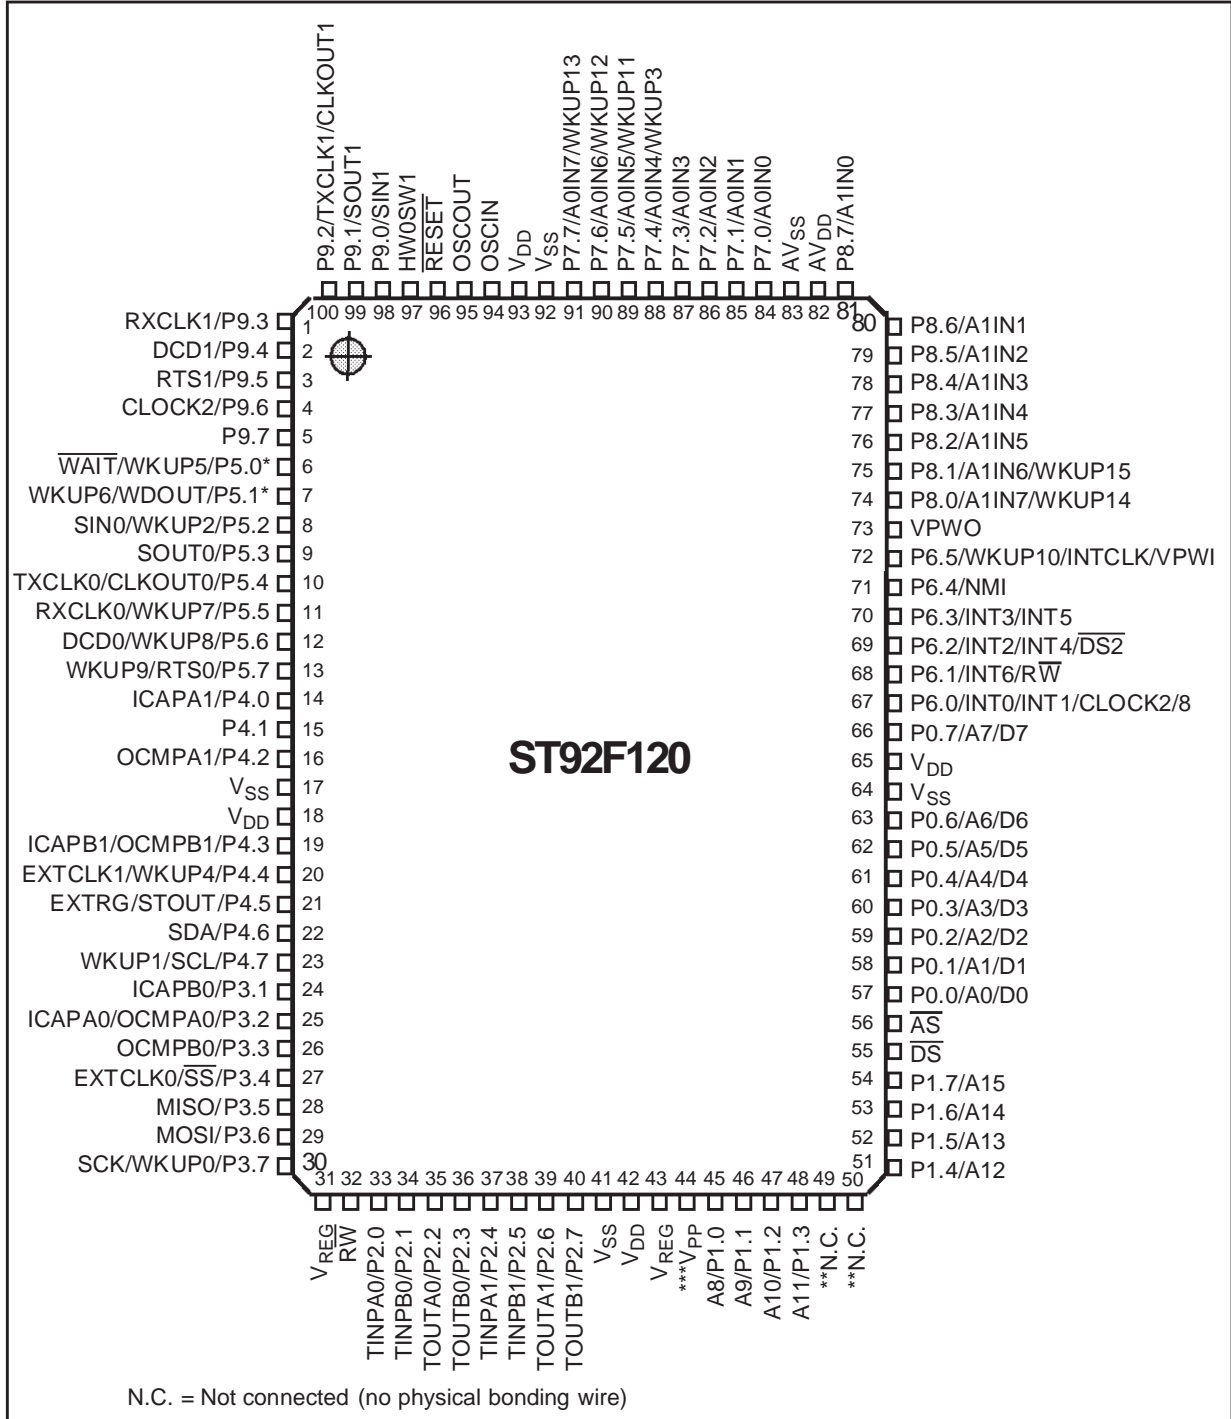 P9.2/TXCLK1/CLKOUT1
P9.1/SOUT1
P9.0/SIN1
HW0SW1
RESET
OSCOUT
OSCIN
VDD
VSS
P7.7/A0IN7/WKUP13
P7.6/A0IN6/WKUP12
P7.5/A0IN5/WKUP11
P7.4/A0IN4/WKUP3
P7.3/A0IN3
P7.2/A0IN2
P7.1/A0IN1
P7.0/A0IN0
AVSS
AVDD
P8.7/A1IN0
100 99 98 97 96 95 94 93 92 91 90 89 88 87 86 85 84 83 82 81
RXCLK1/P9.3 1
DCD1/P9.4 2
RTS1/P9.5 3
CLOCK2/P9.6 4
P9.7 5
WAIT/WKUP5/P5.0* 6
WKUP6/WDOUT/P5.1* 7
SIN0/WKUP2/P5.2 8
SOUT0/P5.3 9
TXCLK0/CLKOUT0/P5.4 10
RXCLK0/WKUP7/P5.5 11
DCD0/WKUP8/P5.6 12
WKUP9/RTS0/P5.7 13
ICAPA1/P4.0 14
P4.1 15
OCMPA1/P4.2 16
VSS 17
VDD 18
ICAPB1/OCMPB1/P4.3 19
EXTCLK1/WKUP4/P4.4 20
EXTRG/STOUT/P4.5 21
SDA/P4.6 22
WKUP1/SCL/P4.7 23
ICAPB0/P3.1 24
ICAPA0/OCMPA0/P3.2 25
OCMPB0/P3.3 26
EXTCLK0/SS/P3.4 27
MISO/P3.5 28
MOSI/P3.6 29
SCK/WKUP0/P3.7 30
ST92F120
80 P8.6/A1IN1
79 P8.5/A1IN2
78 P8.4/A1IN3
77 P8.3/A1IN4
76 P8.2/A1IN5
75 P8.1/A1IN6/WKUP15
74 P8.0/A1IN7/WKUP14
73 VPWO
72 P6.5/WKUP10/INTCLK/VPWI
71 P6.4/NMI
70 P6.3/INT3/INT5
69 P6.2/INT2/INT4/DS2
68 P6.1/INT6/RW
67 P6.0/INT0/INT1/CLOCK2/8
66 P0.7/A7/D7
65 VDD
64 VSS
63 P0.6/A6/D6
62 P0.5/A5/D5
61 P0.4/A4/D4
60 P0.3/A3/D3
59 P0.2/A2/D2
58 P0.1/A1/D1
57 P0.0/A0/D0
56 AS
55 DS
54 P1.7/A15
53 P1.6/A14
52 P1.5/A13
51 P1.4/A12
31 32 33 34 35 36 37 38 39 40 41 42 43 44 45 46 47 48 49 50
VREG
RW
TINPA0/P2.0
TINPB0/P2.1
TOUTA0/P2.2
TOUTB0/P2.3
TINPA1/P2.4
TINPB1/P2.5
TOUTA1/P2.6
TOUTB1/P2.7
VSS
VDD
VREG
***VPP
A8/P1.0
A9/P1.1
A10/P1.2
A11/P1.3
**N.C.
**N.C.
N.C. = Not connected (no physical bonding wire)